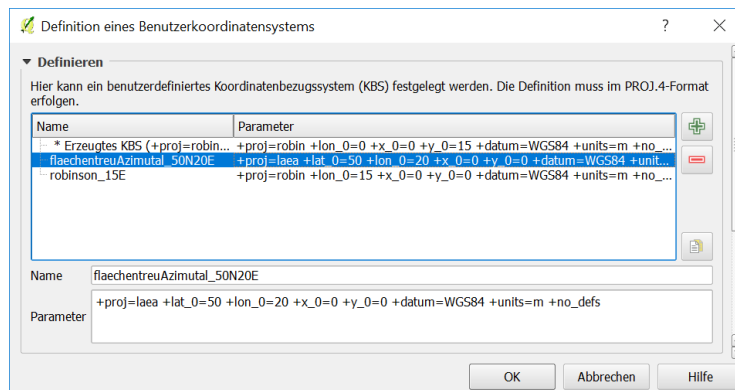 Definition eines Benutzerkoordinatensystems
Definieren
Hier kann ein benutzerdefiniertes Koordinatenbezugssystem (KBS) festgelegt werden. Die Definition muss im PROJ.4-Format
erfolgen.
Name Parameter
* Erzeugtes KBS (+proj=robin... +proj=robin +lon_0=0 +x_0=0 +y_0=15 +datum=WGS84 +units=m +no_...
flaechentreuAzimutal_50N20E +proj=laea +lat_0=50 +lon_0=20 +x_0=0 +y_0=0 +datum=WGS84 +unit...
robinson_15E +proj=robin +lon_0=15 +x_0=0 +y_0=0 +datum=WGS84 +units=m +no_...
Name flaechentreuAzimutal_50N20E
Parameter +proj=laea +lat_0=50 +lon_0=20 +x_0=0 +y_0=0 +datum=WGS84 +units=m +no_defs
OK Abbrechen Hilfe